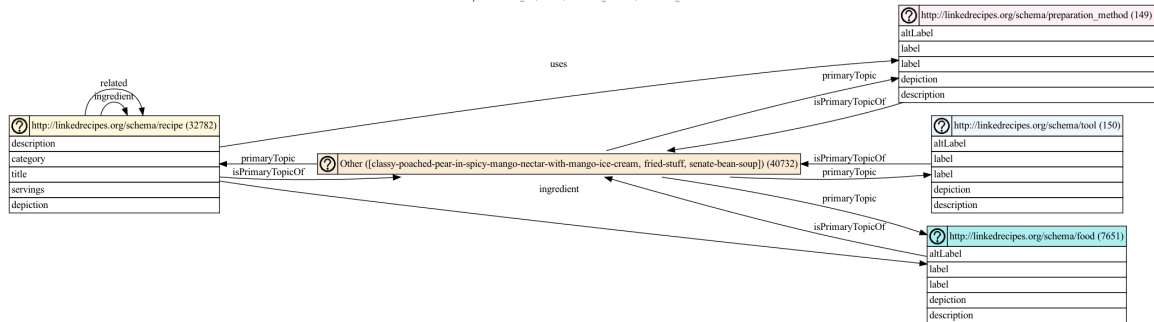 http://linkedrecipes.org/schema/preparation_method (149)
altLabel
label
label
depiction
description
uses
primaryTopic
isPrimaryTopicOf
related
ingredient
http://linkedrecipes.org/schema/recipe (32782)
description
category
title
servings
depiction
primaryTopic
isPrimaryTopicOf
Other ([classy-poached-pear-in-spicy-mango-nectar-with-mango-ice-cream, fried-stuff, senate-bean-soup]) (40732)
isPrimaryTopicOf
primaryTopic
http://linkedrecipes.org/schema/tool (150)
altLabel
label
label
depiction
description
ingredient
primaryTopic
isPrimaryTopicOf
http://linkedrecipes.org/schema/food (7651)
altLabel
label
label
depiction
description